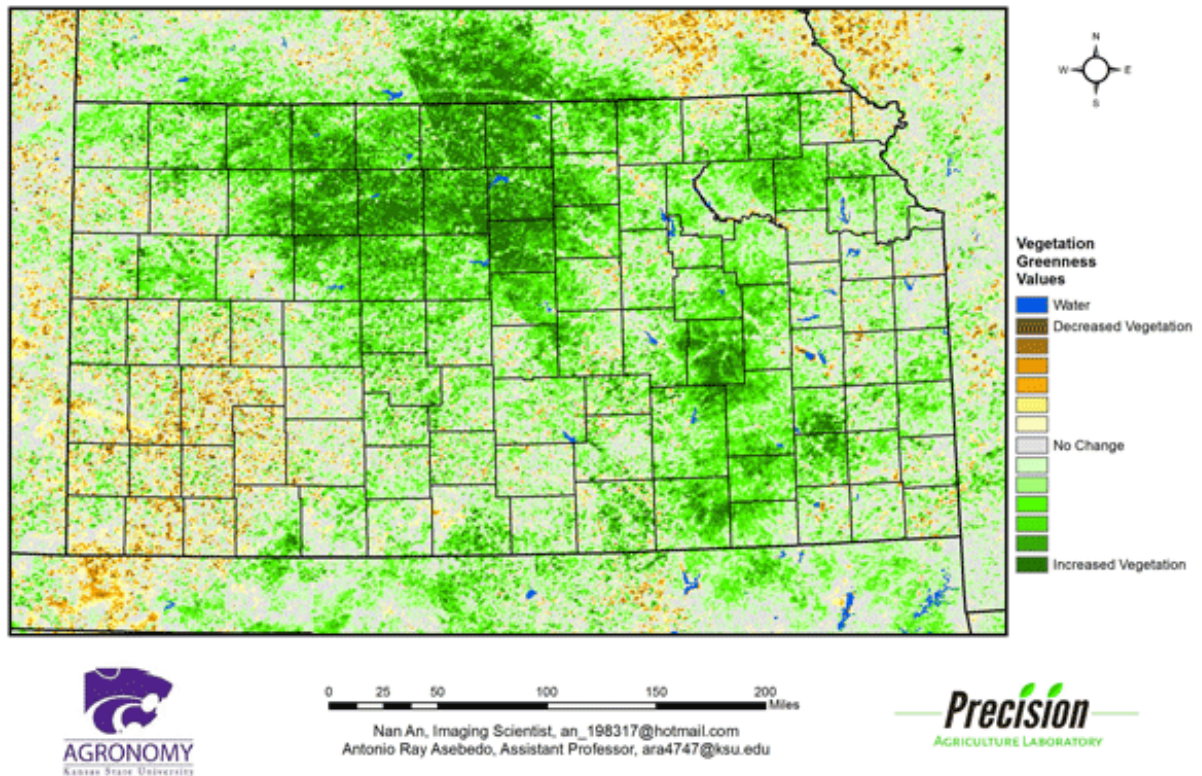 N
W E
S
Vegetation
Greenness
Values
Water
Decreased Vegetation
No Change
Increased Vegetation
0 25 50 100 150 200
Miles
Nan An, Imaging Scientist, an_198317@hotmail.com
Antonio Ray Asebedo, Assistant Professor, ara4747@ksu.edu
AGRONOMY
Kansas State University
Precision
AGRICULTURE LABORATORY